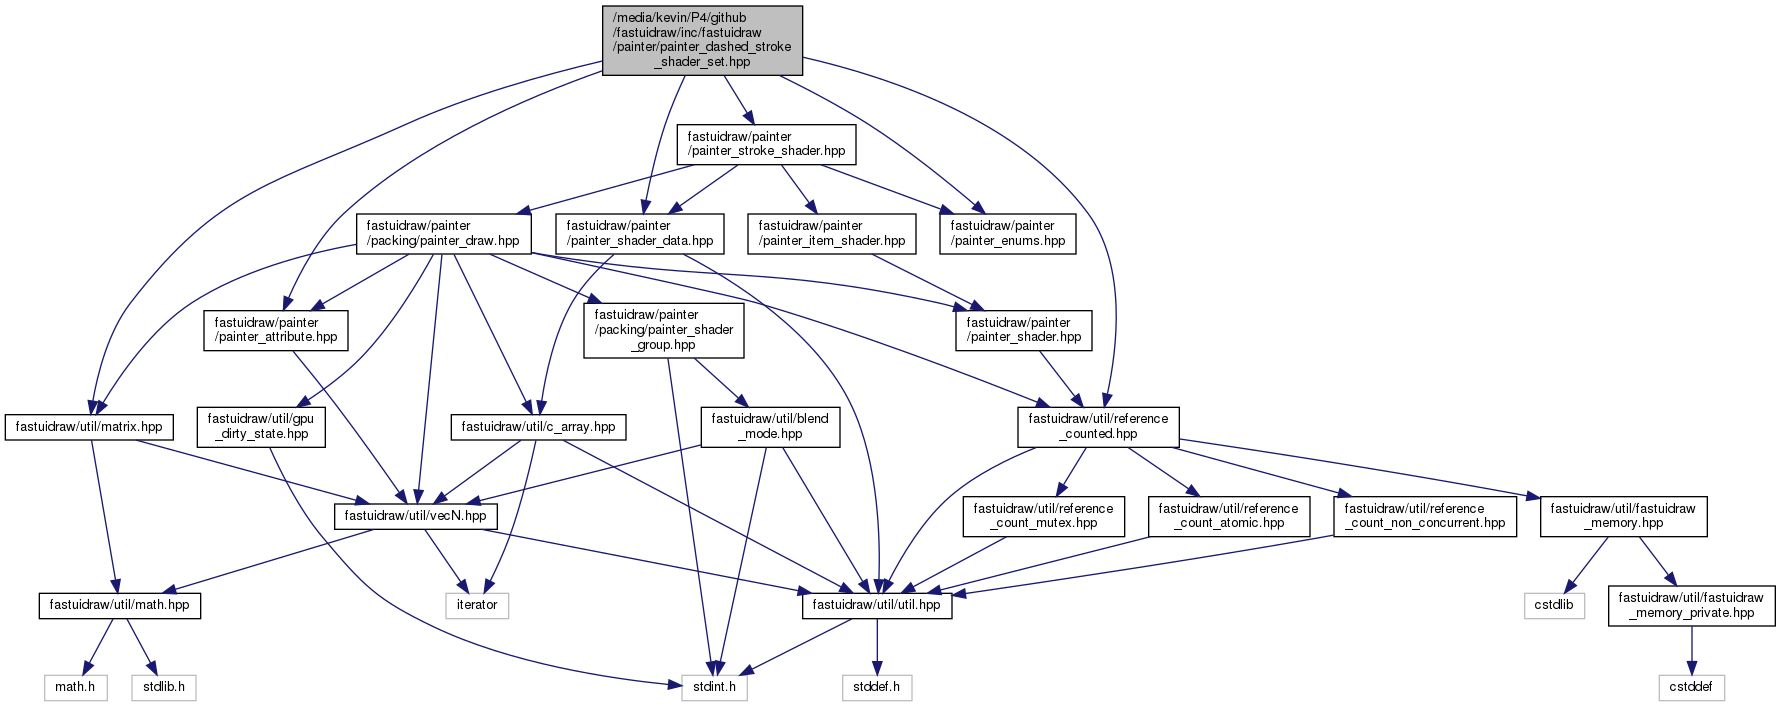 /media/kevin/P4/github
/fastuidraw/inc/fastuidraw
/painter/painter_dashed_stroke
_shader_set.hpp
fastuidraw/painter
/painter_stroke_shader.hpp
fastuidraw/painter
/packing/painter_draw.hpp
fastuidraw/painter
/painter_shader_data.hpp
fastuidraw/painter
/painter_item_shader.hpp
fastuidraw/painter
/painter_enums.hpp
fastuidraw/painter
/painter_attribute.hpp
fastuidraw/painter
/packing/painter_shader
_group.hpp
fastuidraw/painter
/painter_shader.hpp
fastuidraw/util/matrix.hpp
fastuidraw/util/gpu
_dirty_state.hpp
fastuidraw/util/c_array.hpp
fastuidraw/util/blend
_mode.hpp
fastuidraw/util/reference
_counted.hpp
fastuidraw/util/vecN.hpp
fastuidraw/util/reference
_count_mutex.hpp
fastuidraw/util/reference
_count_atomic.hpp
fastuidraw/util/reference
_count_non_concurrent.hpp
fastuidraw/util/fastuidraw
_memory.hpp
fastuidraw/util/math.hpp
iterator
fastuidraw/util/util.hpp
cstdlib
fastuidraw/util/fastuidraw
_memory_private.hpp
math.h
stdlib.h
stdint.h
stddef.h
cstddef